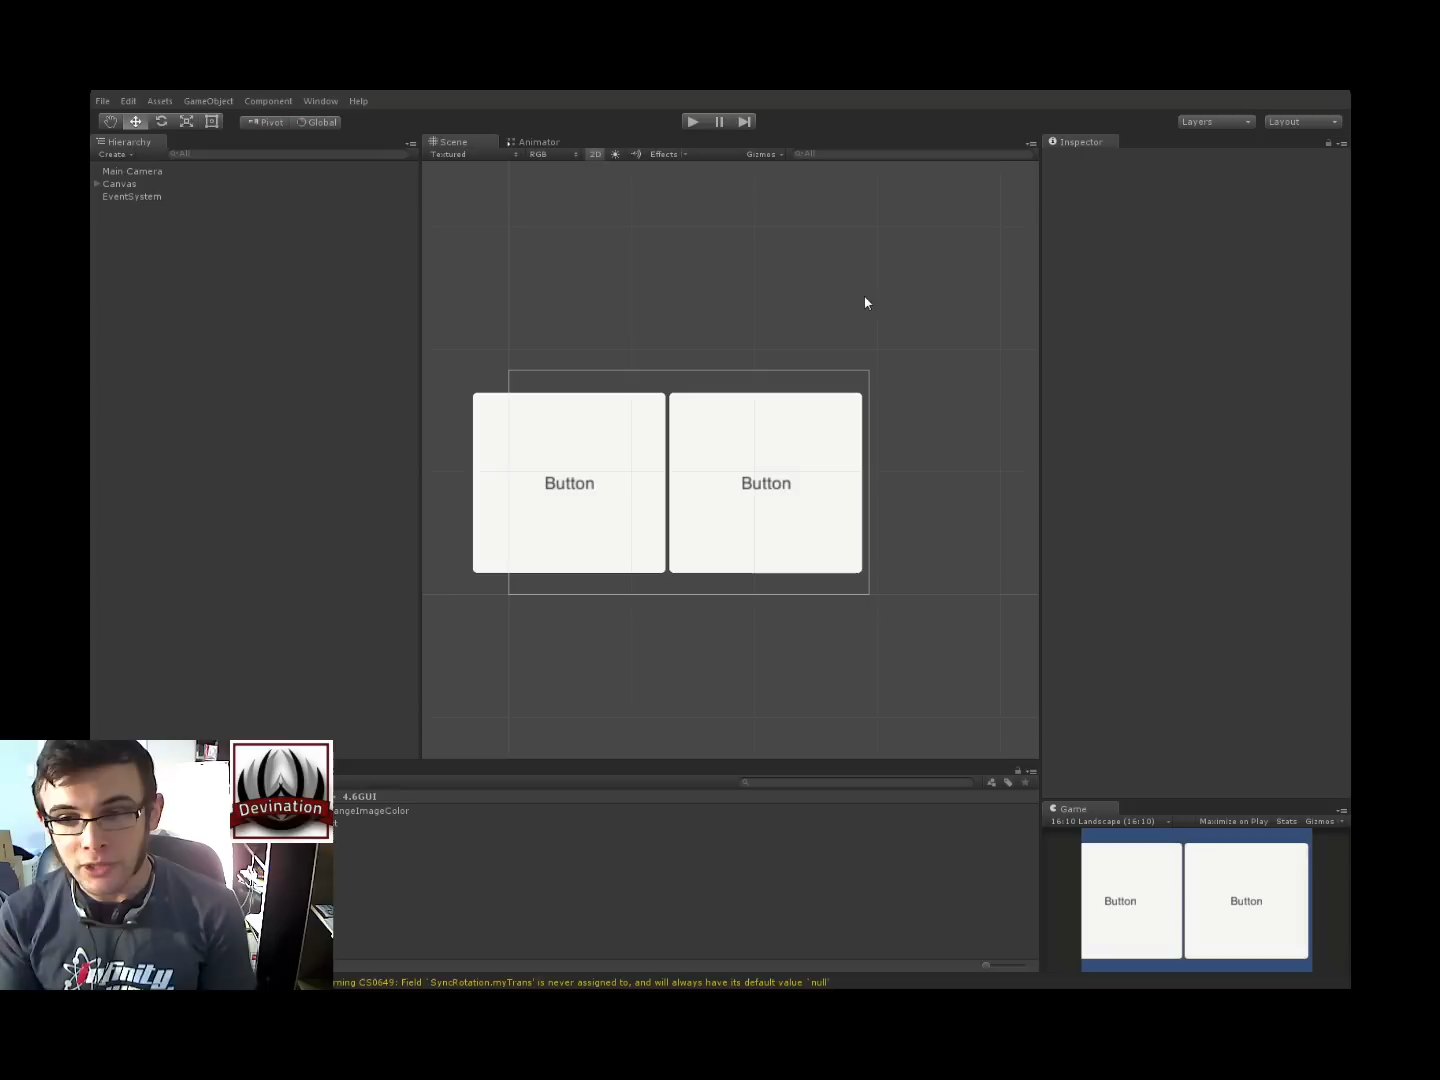 File Edit Assets GameObject Component Window Help
Pivot Global
Layers Layout
Hierarchy
Create All
Main Camera
Canvas
EventSystem
Scene Animator
Textured RGB 2D Effects Gizmos All
Button Button
Inspector
4.6GUI
angeImageColor
t
Game
16:10 Landscape (16:10) Maximize on Play Stats Gizmos
Button Button
Devination
Infinity
rning CS0649: Field `SyncRotation.myTrans' is never assigned to, and will always have its default value `null'